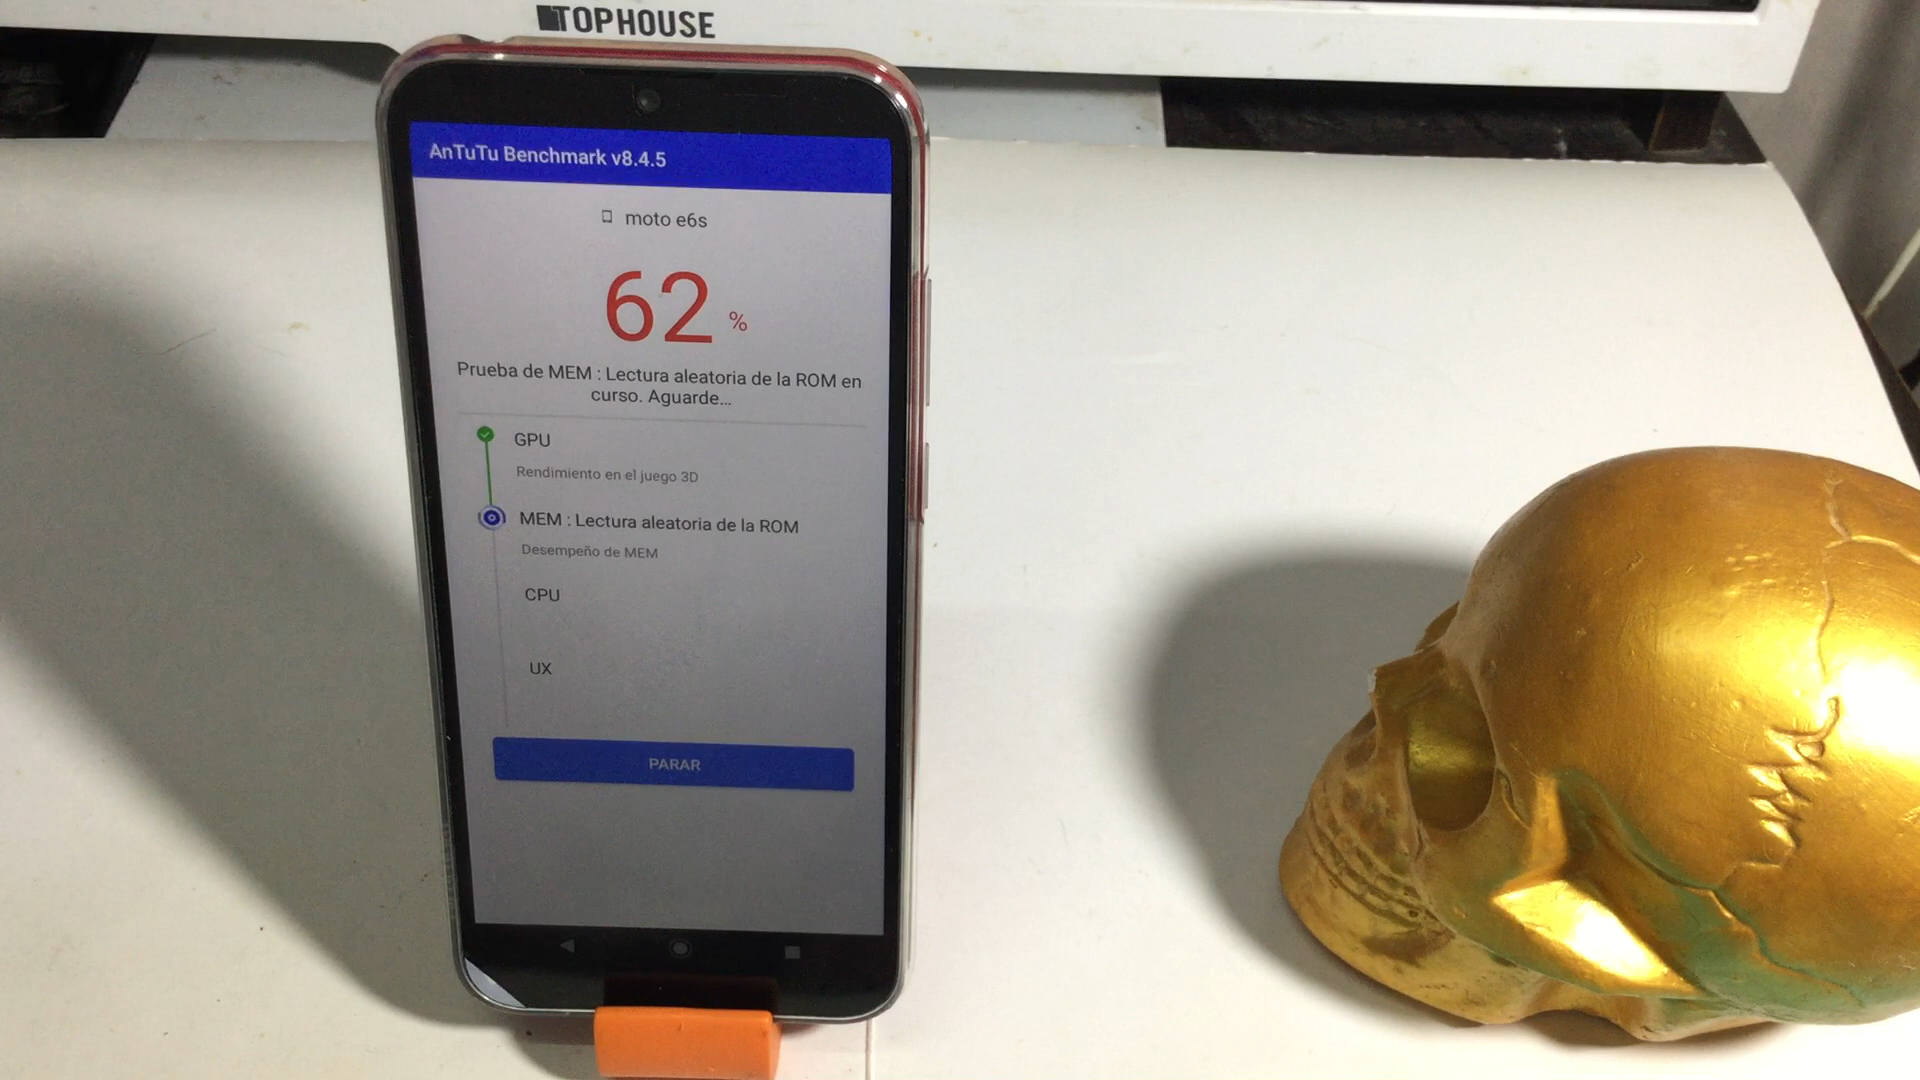 TOPHOUSE
AnTuTu Benchmark v8.4.5
moto e6s
62 %
Prueba de MEM : Lectura aleatoria de la ROM en
curso. Aguarde...
GPU
Rendimiento en el juego 3D
MEM : Lectura aleatoria de la ROM
Desempeño de MEM
CPU
UX
PARAR